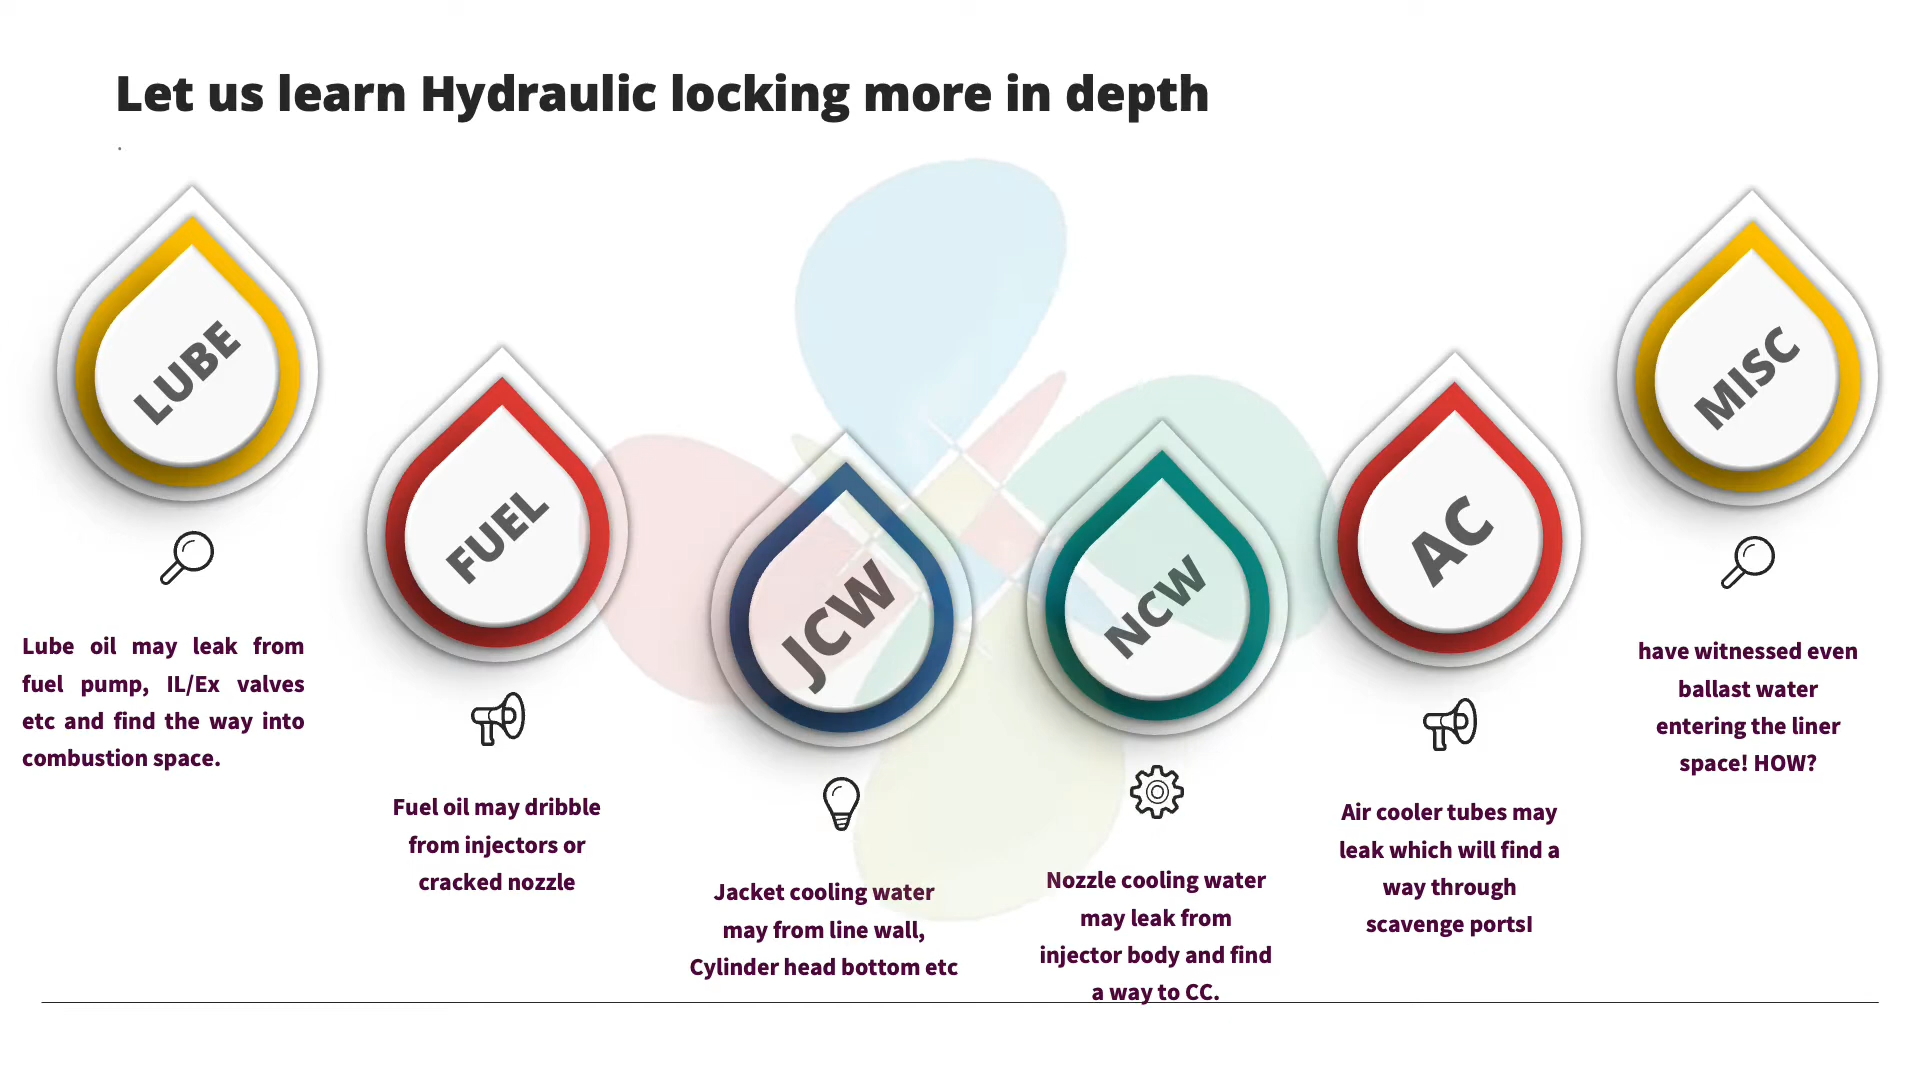 Let us learn Hydraulic locking more in depth
.
LUBE
Lube oil may leak from
fuel pump, IL/Ex valves
etc and find the way into
combustion space.
FUEL
Fuel oil may dribble
from injectors or
cracked nozzle
JCW
Jacket cooling water
may from line wall,
Cylinder head bottom etc
NCW
Nozzle cooling water
may leak from
injector body and find
a way to CC.
AC
Air cooler tubes may
leak which will find a
way through
scavenge portsI
MISC
have witnessed even
ballast water
entering the liner
space! HOW?